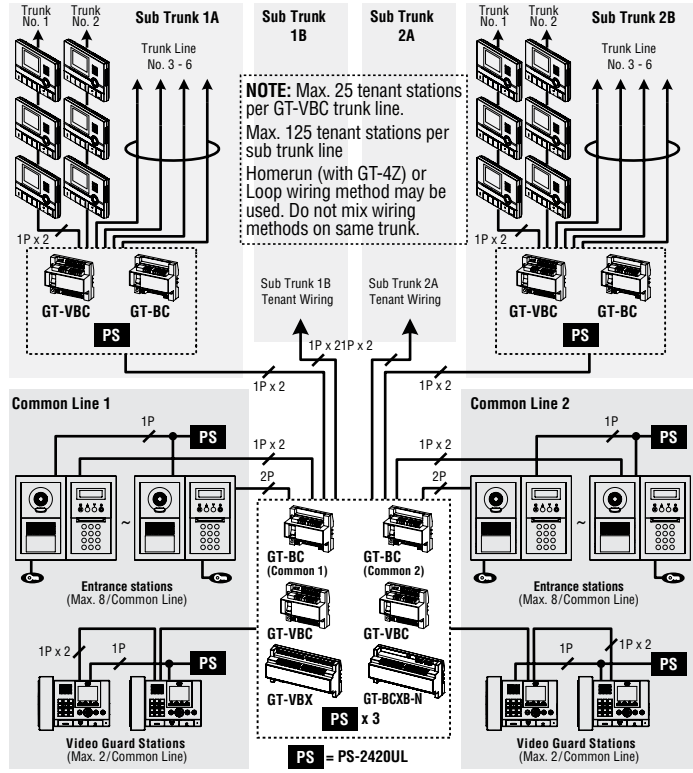 Trunk No. 1
Trunk No. 2
Sub Trunk 1A
Trunk Line
No. 3 - 6
Sub Trunk
1B
Sub Trunk
2A
Trunk No. 1
Trunk No. 2
Sub Trunk 2B
Trunk Line
No. 3 - 6
NOTE: Max. 25 tenant stations
per GT-VBC trunk line.
Max. 125 tenant stations per
sub trunk line
Homerun (with GT-4Z) or
Loop wiring method may be
used. Do not mix wiring
methods on same trunk.
1P x 2
GT-VBC
GT-BC
PS
Sub Trunk 1B
Tenant Wiring
Sub Trunk 2A
Tenant Wiring
1P x 2
GT-VBC
GT-BC
PS
1P x 2
1P x 2
1P x 2
1P x 2
Common Line 1
1P
PS
1P x 2
2P
~
Entrance stations
(Max. 8/Common Line)
1P x 2
1P
PS
Video Guard Stations
(Max. 2/Common Line)
GT-BC
(Common 1)
GT-BC
(Common 2)
GT-VBC
GT-VBC
GT-VBX
GT-BCXB-N
PS x 3
PS = PS-2420UL
Common Line 2
1P
PS
1P x 2
2P
~
Entrance stations
(Max. 8/Common Line)
1P
1P x 2
PS
Video Guard Stations
(Max. 2/Common Line)